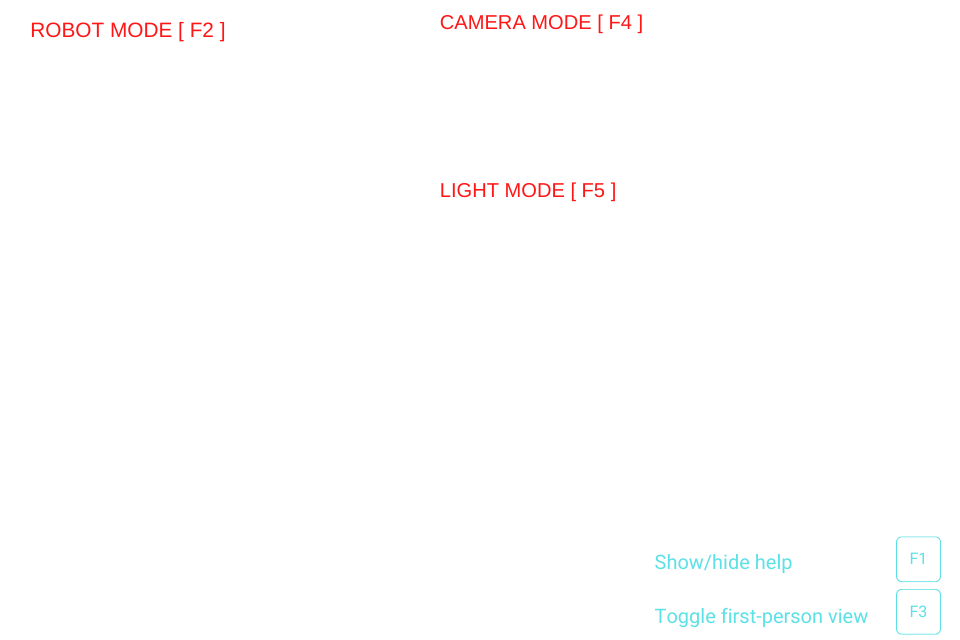 ROBOT MODE [ F2 ]
CAMERA MODE [ F4 ]
LIGHT MODE [ F5 ]
Show/hide help F1
Toggle first-person view F3